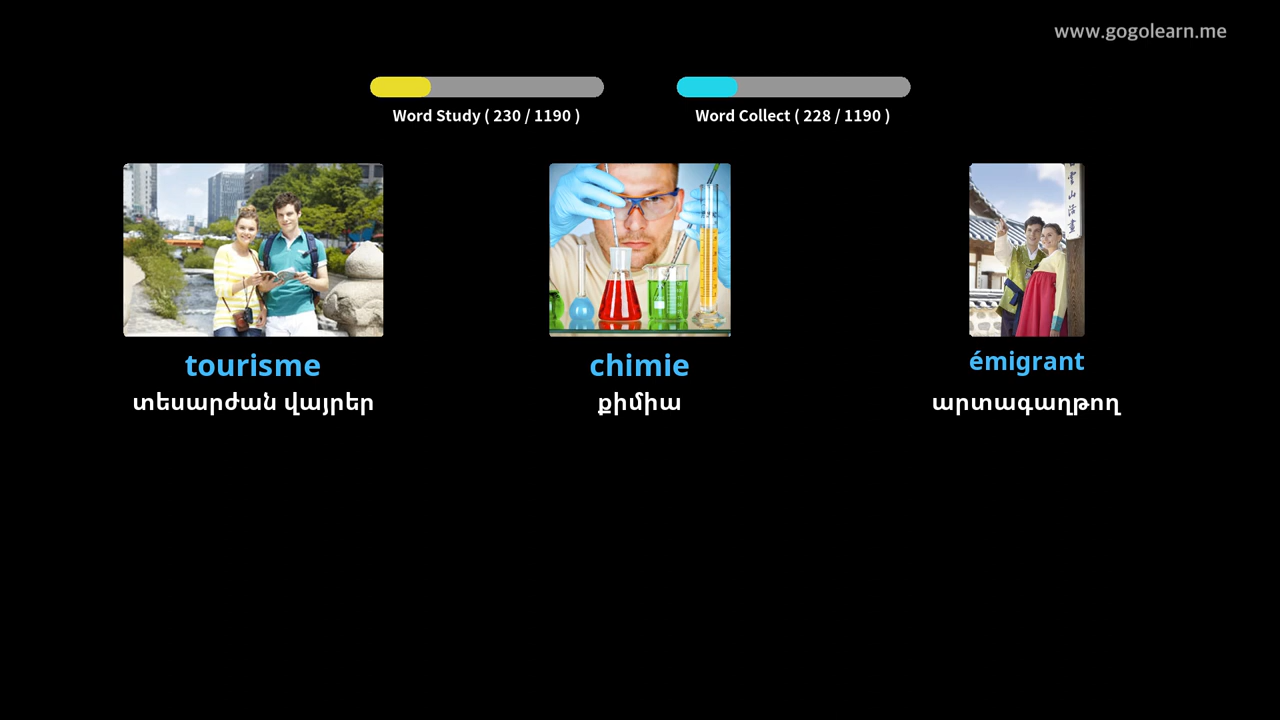 www.gogolearn.me
Word Study ( 230 / 1190 )
Word Collect ( 228 / 1190 )
tourisme
chimie
émigrant
տեսարժան վայրեր
քիմիա
արտագաղթող